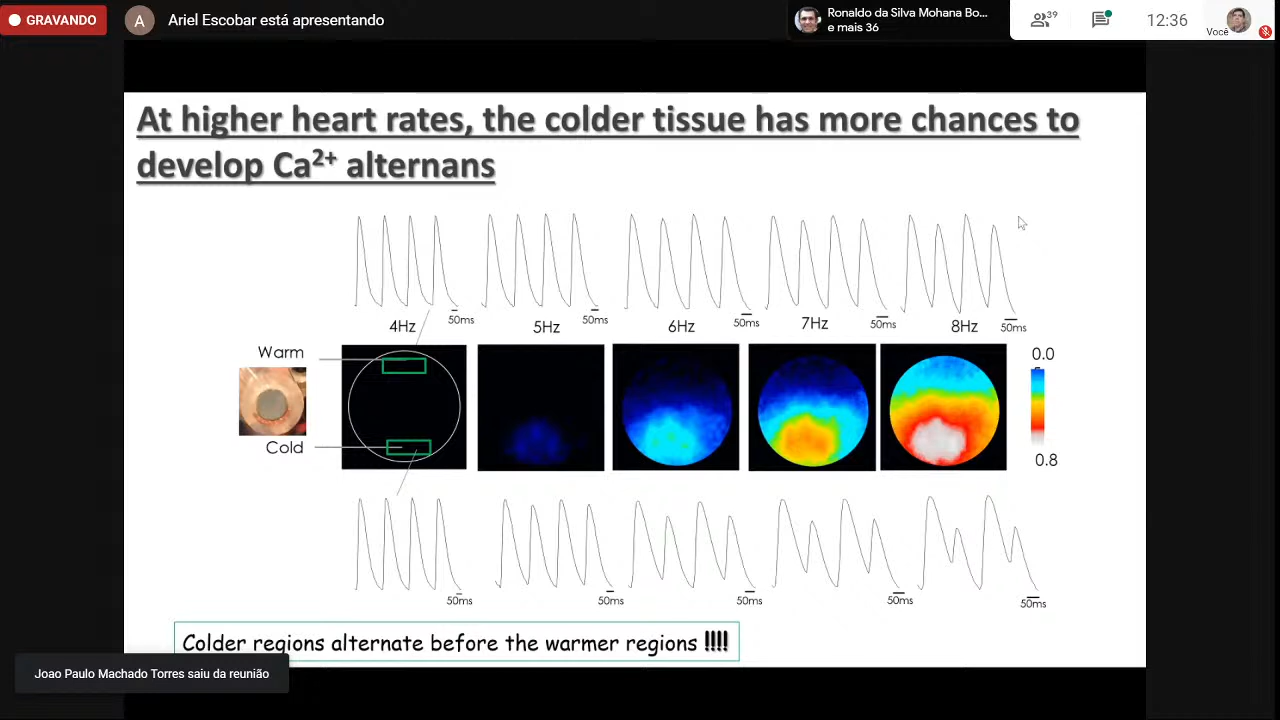 GRAVANDO
A
Ariel Escobar está apresentando
Ronaldo da Silva Mohana Bo...
e mais 36
39
12:36
Você
At higher heart rates, the colder tissue has more chances to
develop Ca²⁺ alternans
4Hz
50ms
5Hz
50ms
6Hz
50ms
7Hz
50ms
8Hz
50ms
Warm
0.0
Cold
0.8
50ms
50ms
50ms
50ms
50ms
Colder regions alternate before the warmer regions !!!!
Joao Paulo Machado Torres saiu da reunião